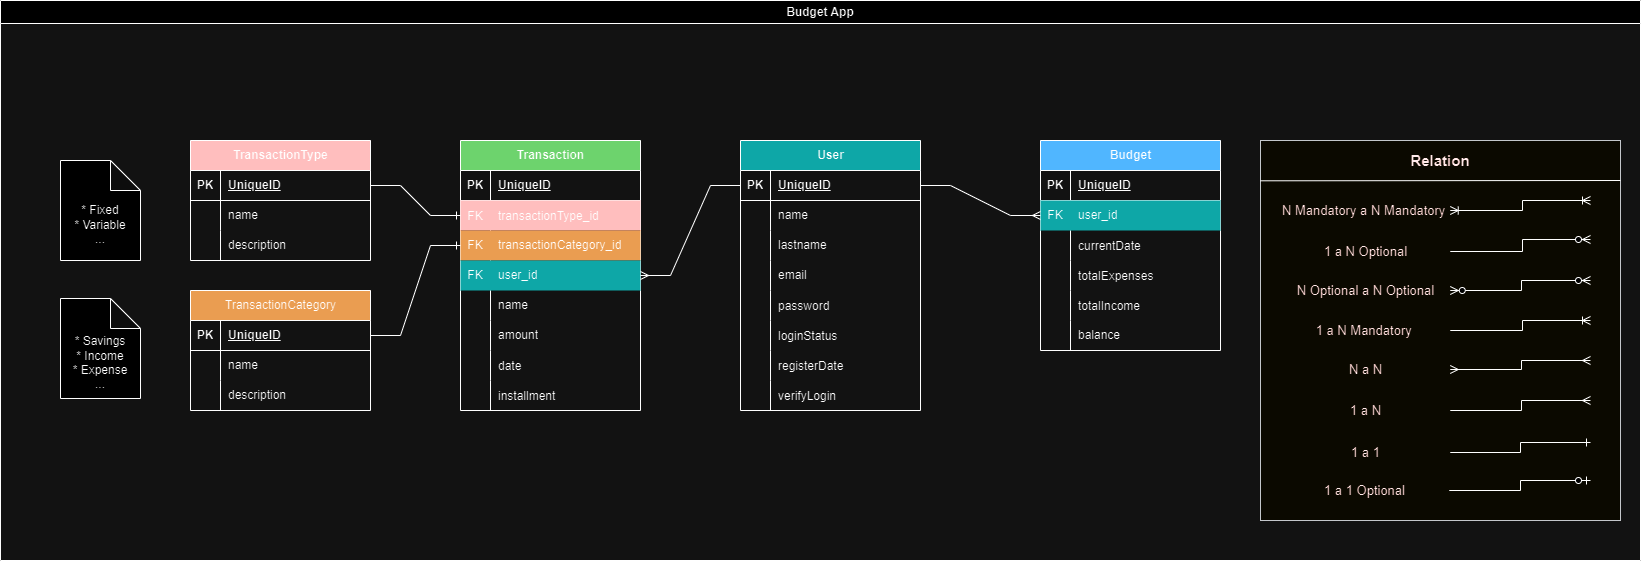 Budget App
* Fixed
* Variable
...
* Savings
* Income
* Expense
...
TransactionType
PK UniqueID
name
description
TransactionCategory
PK UniqueID
name
description
Transaction
PK UniqueID
FK transactionType_id
FK transactionCategory_id
FK user_id
name
amount
date
installment
User
PK UniqueID
name
lastname
email
password
loginStatus
registerDate
verifyLogin
Budget
PK UniqueID
FK user_id
currentDate
totalExpenses
totalIncome
balance
Relation
N Mandatory a N Mandatory
1 a N Optional
N Optional a N Optional
1 a N Mandatory
N a N
1 a N
1 a 1
1 a 1 Optional